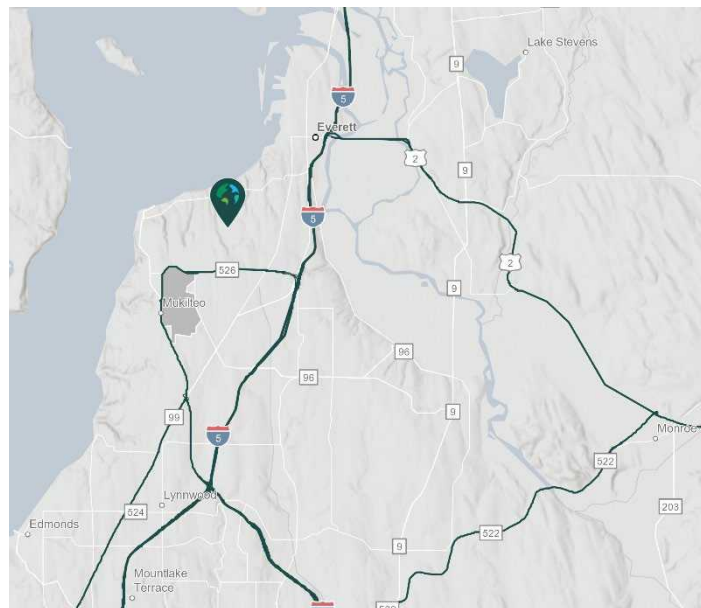 Lake Stevens
9
5
Everett
2
9
5
2
526
9
Mukilteo
96
96
9
99
5
Monroe
522
Lynnwood
524
203
522
Edmonds
9
Mountlake
Terrace